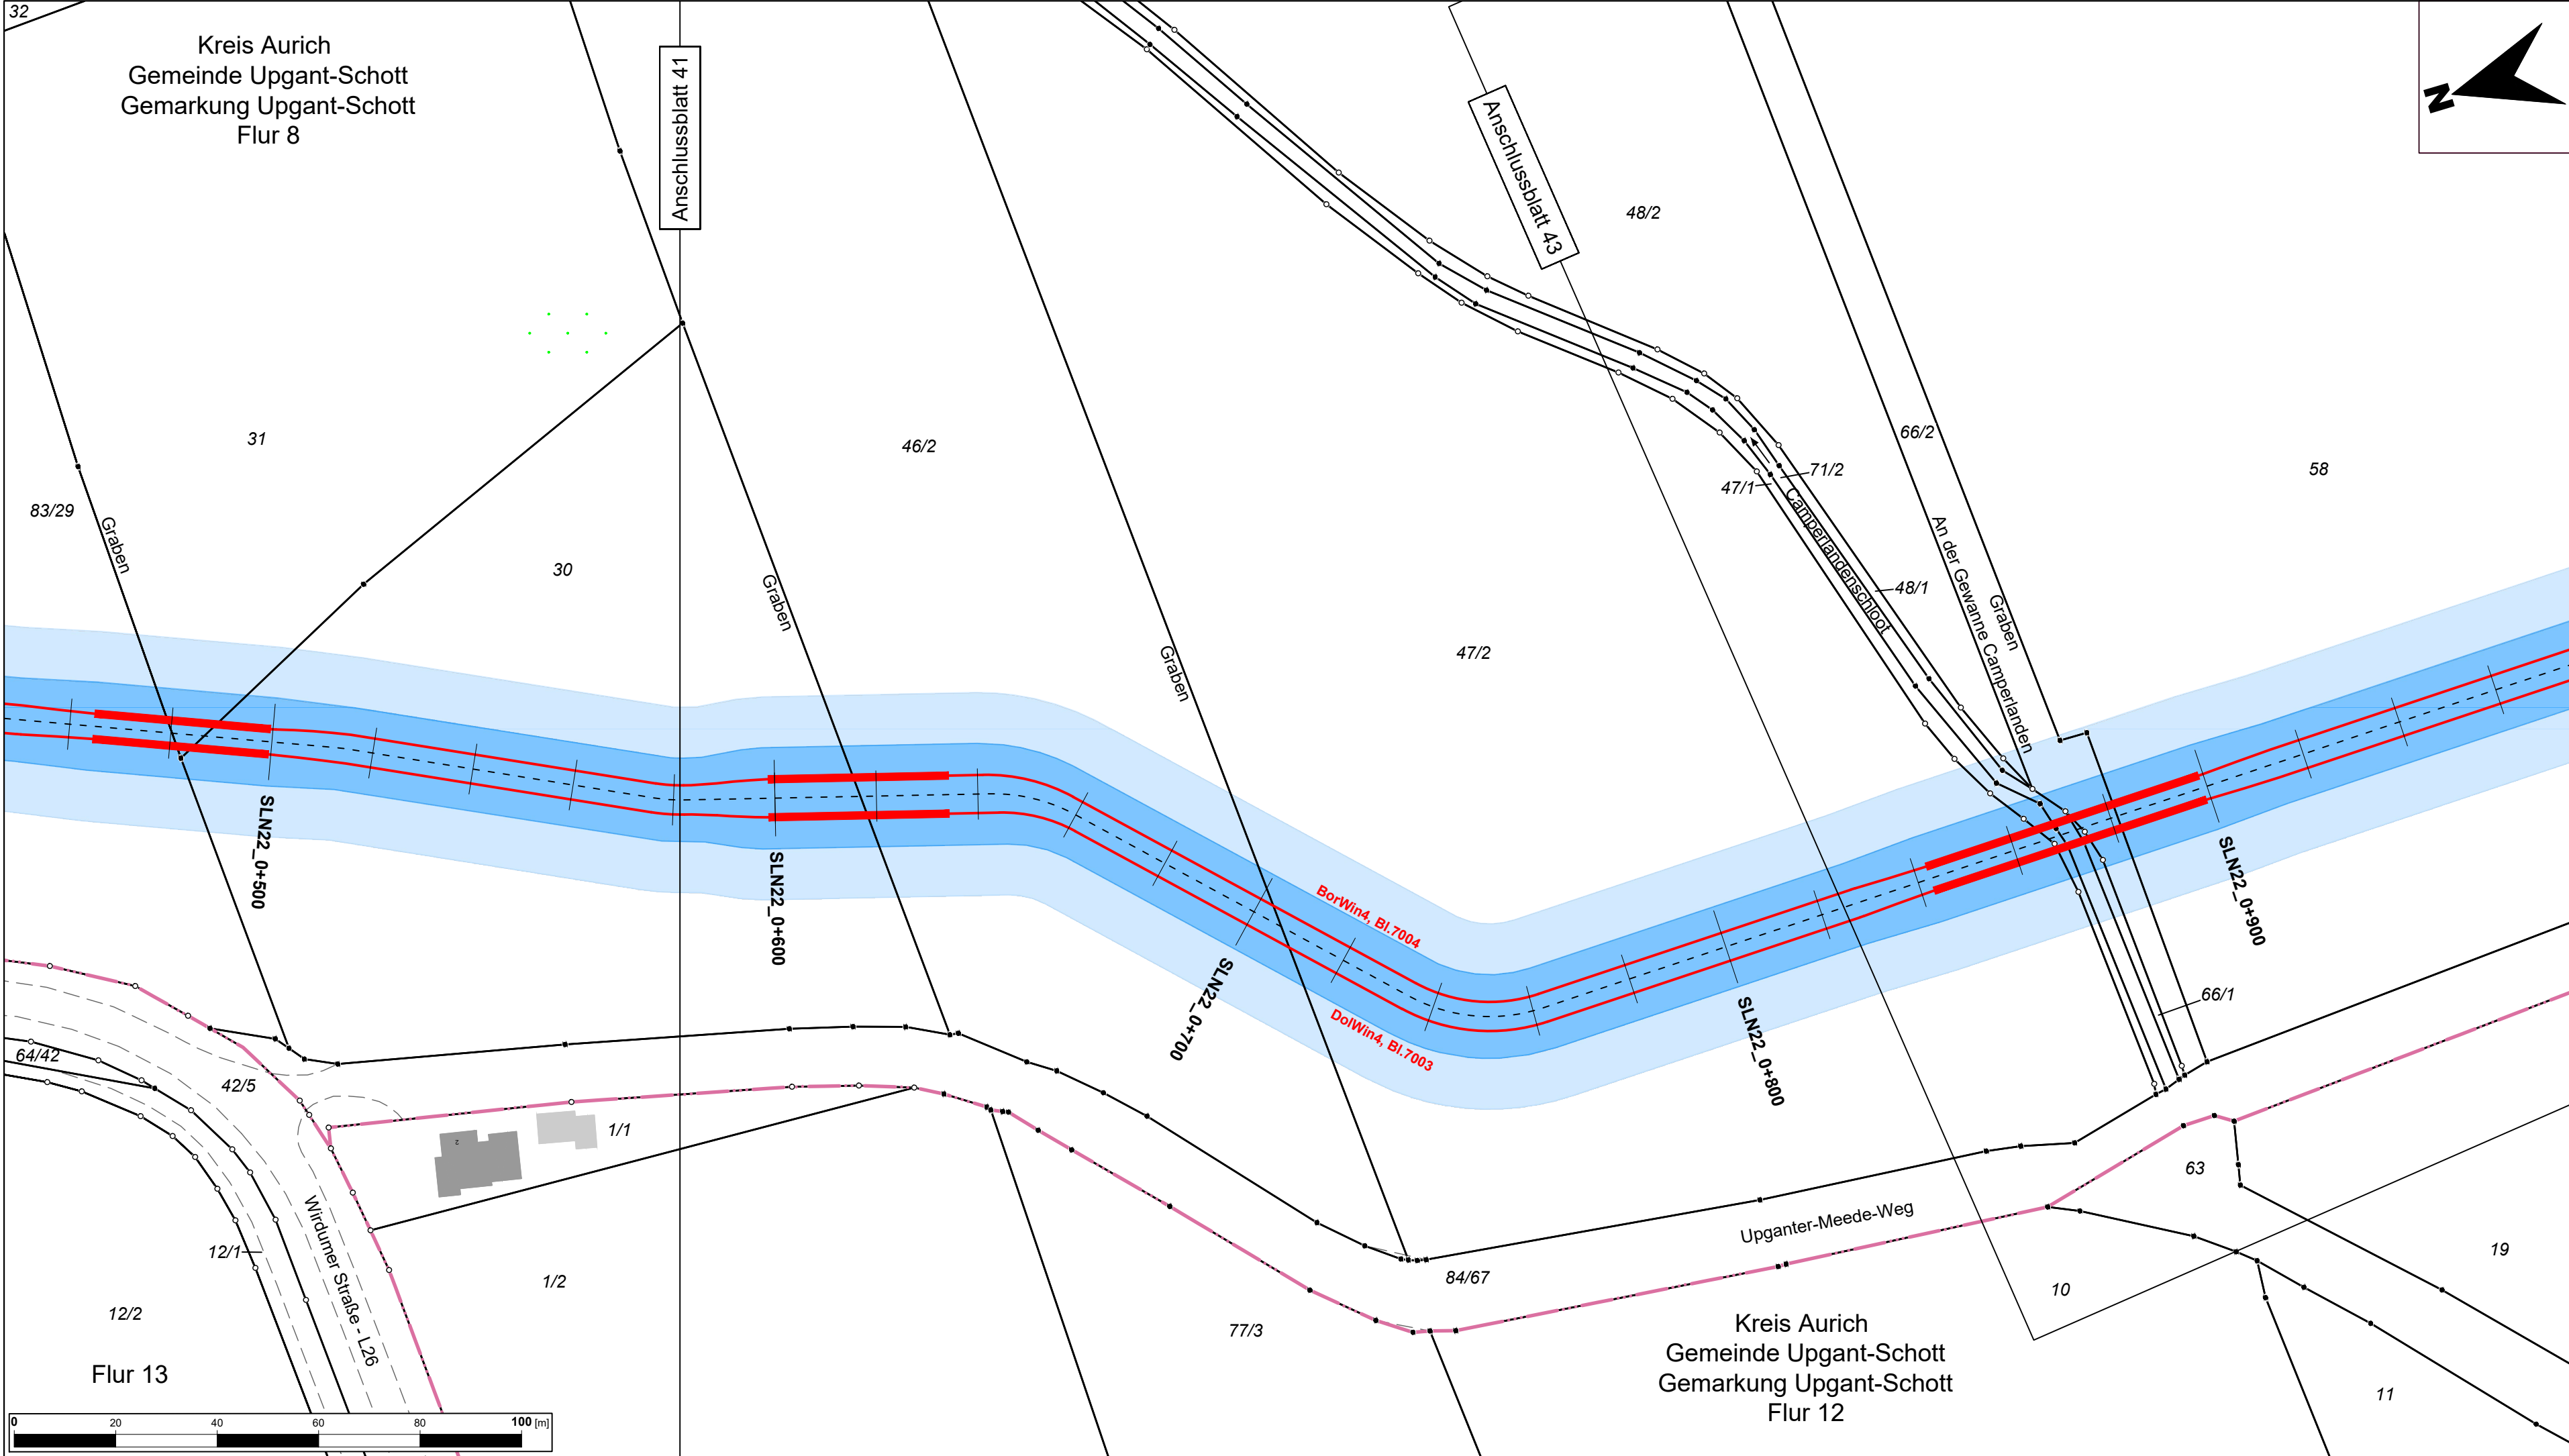 32
Kreis Aurich
Gemeinde Upgant-Schott
Gemarkung Upgant-Schott
Flur 8
Anschlussblatt 41
Anschlussblatt 43
N
48/2
31
46/2
66/2
58
71/2
47/1
83/29
Graben
30
Graben
Graben
47/2
Camperlandenschloot
48/1
An der Gewanne Camperlanden
Graben
SLN22_0+500
SLN22_0+600
SLN22_0+700
BorWin4, Bl.7004
DolWin4, Bl.7003
SLN22_0+800
SLN22_0+900
66/1
64/42
42/5
1/1
2
63
Upganter-Meede-Weg
Wirdumer Straße - L26
12/1
1/2
84/67
10
19
12/2
77/3
Kreis Aurich
Gemeinde Upgant-Schott
Gemarkung Upgant-Schott
Flur 12
11
Flur 13
0 20 40 60 80 100 [m]